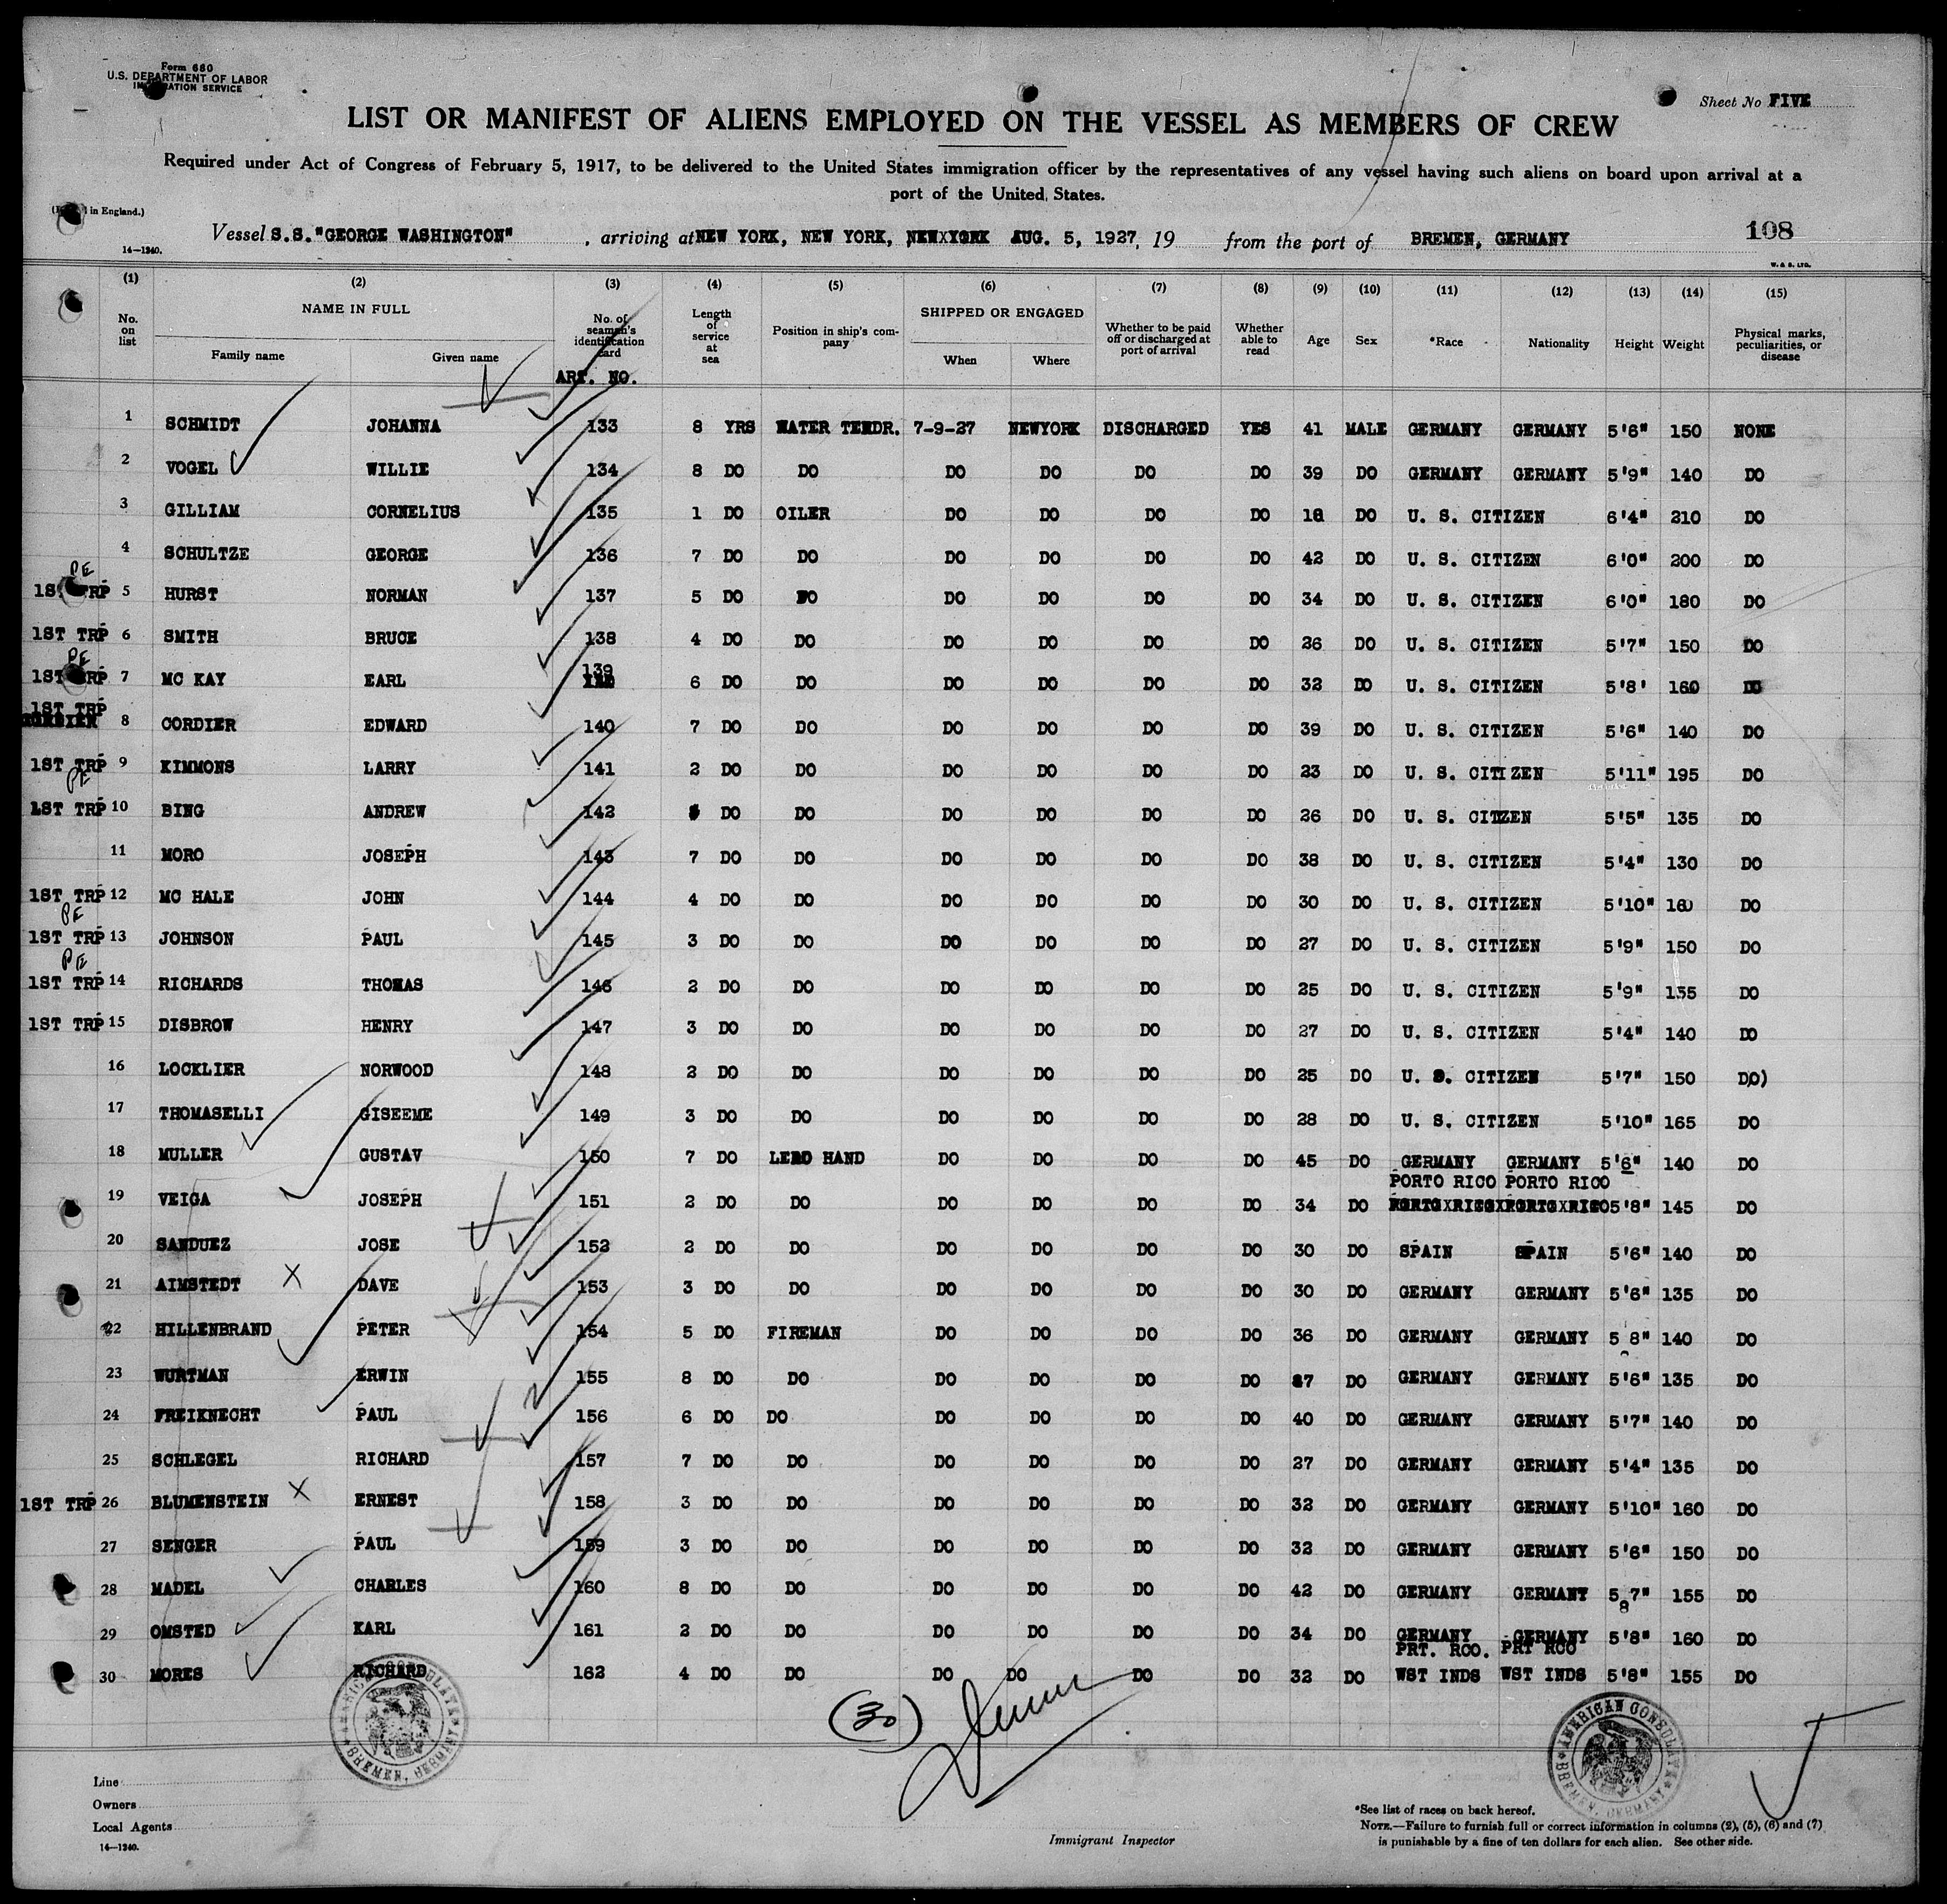 Form 680
U.S. DEPARTMENT OF LABOR
IMMIGRATION SERVICE
Sheet No FIVE
LIST OR MANIFEST OF ALIENS EMPLOYED ON THE VESSEL AS MEMBERS OF CREW
Required under Act of Congress of February 5, 1917, to be delivered to the United States immigration officer by the representatives of any vessel having such aliens on board upon arrival at a
port of the United States.
in England.)
Vessel S.S."GEORGE WASHINGTON", arriving at NEW YORK, NEW YORK, AUG. 5, 1927, 19 from the port of BREMEN, GERMANY 108
14—1240. W. & S. LTD.
(1) (2) (3) (4) (5) (6) (7) (8) (9) (10) (11) (12) (13) (14) (15)
No. on list NAME IN FULL Family name Given name No. of seaman's identification card Length of service at sea Position in ship's company SHIPPED OR ENGAGED When Where Whether to be paid off or discharged at port of arrival Whether able to read Age Sex *Race Nationality Height Weight Physical marks, peculiarities, or disease
ART. NO.
1 SCHMIDT JOHANNA 133 8 YRS WATER TENDR. 7-9-27 NEWYORK DISCHARGED YES 41 MALE GERMANY GERMANY 5'6" 150 NONE
2 VOGEL WILLIE 134 8 DO DO DO DO DO DO 39 DO GERMANY GERMANY 5'9" 140 DO
3 GILLIAM CORNELIUS 135 1 DO OILER DO DO DO DO 18 DO U. S. CITIZEN 6'4" 210 DO
4 SCHULTZE GEORGE 136 7 DO DO DO DO DO DO 42 DO U. S. CITIZEN 6'0" 200 DO
PE
1ST TRP 5 HURST NORMAN 137 5 DO DO DO DO DO DO 34 DO U. S. CITIZEN 6'0" 180 DO
1ST TRP 6 SMITH BRUCE 138 4 DO DO DO DO DO DO 26 DO U. S. CITIZEN 5'7" 150 DO
PE
1ST TRP 7 MC KAY EARL 139 6 DO DO DO DO DO DO 32 DO U. S. CITIZEN 5'8' 160 DO
1ST TRP
8 CORDIER EDWARD 140 7 DO DO DO DO DO DO 39 DO U. S. CITIZEN 5'6" 140 DO
1ST TRP 9 KIMMONS LARRY 141 2 DO DO DO DO DO DO 23 DO U. S. CITIZEN 5'11" 195 DO
PE
1ST TRP 10 BING ANDREW 142 DO DO DO DO DO DO 26 DO U. S. CITZEN 5'5" 135 DO
11 MORO JOSEPH 143 7 DO DO DO DO DO DO 38 DO U. S. CITIZEN 5'4" 130 DO
1ST TRP 12 MC HALE JOHN 144 4 DO DO DO DO DO DO 30 DO U. S. CITIZEN 5'10" 160 DO
PE
1ST TRP 13 JOHNSON PAUL 145 3 DO DO DO DO DO DO 27 DO U. S. CITIZEN 5'9" 150 DO
PE
1ST TRP 14 RICHARDS THOMAS 146 2 DO DO DO DO DO DO 25 DO U. S. CITIZEN 5'9" 135 DO
1ST TRP 15 DISBROW HENRY 147 3 DO DO DO DO DO DO 27 DO U. S. CITIZEN 5'4" 140 DO
16 LOCKLIER NORWOOD 148 2 DO DO DO DO DO DO 25 DO U. S. CITIZEN 5'7" 150 DO)
17 THOMASELLI GISEEME 149 3 DO DO DO DO DO DO 28 DO U. S. CITIZEN 5'10" 165 DO
18 MULLER GUSTAV 150 7 DO LERO HAND DO DO DO DO 45 DO GERMANY GERMANY 5'6" 140 DO
PORTO RICO PORTO RICO
19 VEIGA JOSEPH 151 2 DO DO DO DO DO DO 34 DO 5'8" 145 DO
20 SANDUEZ JOSE 152 2 DO DO DO DO DO DO 30 DO SPAIN SPAIN 5'6" 140 DO
21 AIMSTEDT X DAVE 153 3 DO DO DO DO DO DO 30 DO GERMANY GERMANY 5'6" 135 DO
22 HILLENBRAND PETER 154 5 DO FIREMAN DO DO DO DO 36 DO GERMANY GERMANY 5 8" 140 DO
23 WURTMAN ERWIN 155 8 DO DO DO DO DO DO 27 DO GERMANY GERMANY 5'6" 135 DO
24 FREIKNECHT PAUL 156 6 DO DO DO DO DO DO 40 DO GERMANY GERMANY 5'7" 140 DO
25 SCHLEGEL RICHARD 157 7 DO DO DO DO DO DO 27 DO GERMANY GERMANY 5'4" 135 DO
1ST TRP 26 BLUMENSTEIN X ERNEST 158 3 DO DO DO DO DO DO 32 DO GERMANY GERMANY 5'10" 160 DO
27 SENGER PAUL 159 3 DO DO DO DO DO DO 32 DO GERMANY GERMANY 5'6" 150 DO
28 MADEL CHARLES 160 8 DO DO DO DO DO DO 42 DO GERMANY GERMANY 5 7" 155 DO
8
29 OMSTED KARL 161 2 DO DO DO DO DO DO 34 DO GERMANY GERMANY 5'8" 160 DO
PRT. RCO. PRT RCO
30 MORES RICHARD 162 4 DO DO DO DO DO DO 32 DO WST INDS WST INDS 5'8" 155 DO
(30)
AMERICAN CONSULATE BREMEN, GERMANY
AMERICAN CONSULATE BREMEN, GERMANY
Line
Owners
Local Agents
14—1240.
Immigrant Inspector
*See list of races on back hereof.
NOTE.—Failure to furnish full or correct information in columns (2), (5), (6) and (7)
is punishable by a fine of ten dollars for each alien. See other side.